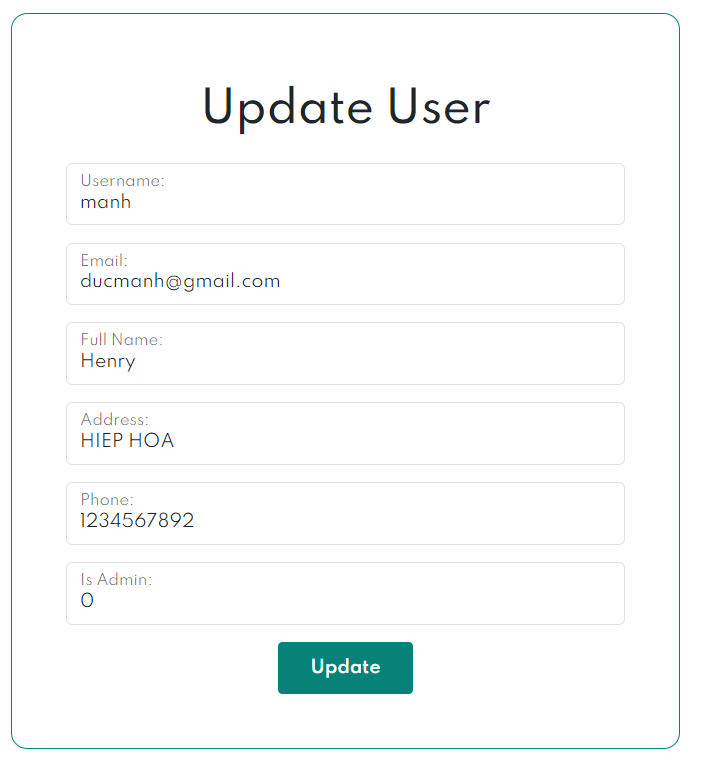 Update User
Username:
manh
Email:
ducmanh@gmail.com
Full Name:
Henry
Address:
HIEP HOA
Phone:
1234567892
Is Admin:
0
Update